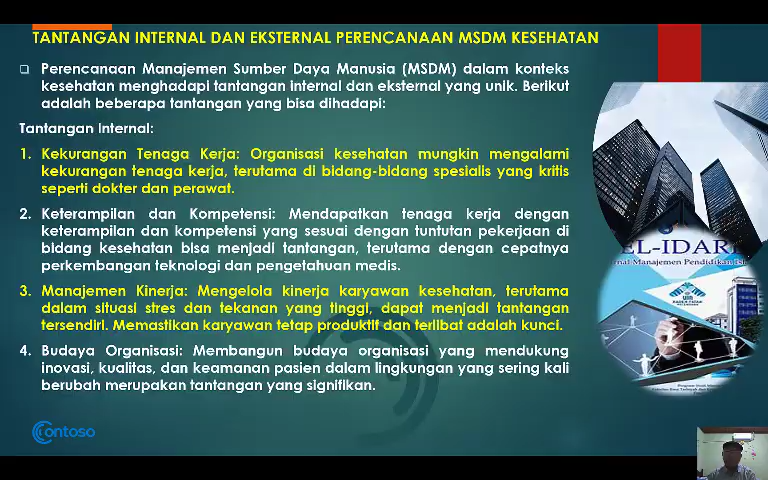 TANTANGAN INTERNAL DAN EKSTERNAL PERENCANAAN MSDM KESEHATAN
Perencanaan Manajemen Sumber Daya Manusia (MSDM) dalam konteks
kesehatan menghadapi tantangan internal dan eksternal yang unik. Berikut
adalah beberapa tantangan yang bisa dihadapi:
Tantangan Internal:
1. Kekurangan Tenaga Kerja: Organisasi kesehatan mungkin mengalami
kekurangan tenaga kerja, terutama di bidang-bidang spesialis yang kritis
seperti dokter dan perawat.
2. Keterampilan dan Kompetensi: Mendapatkan tenaga kerja dengan
keterampilan dan kompetensi yang sesuai dengan tuntutan pekerjaan di
bidang kesehatan bisa menjadi tantangan, terutama dengan cepatnya
perkembangan teknologi dan pengetahuan medis.
3. Manajemen Kinerja: Mengelola kinerja karyawan kesehatan, terutama
dalam situasi stres dan tekanan yang tinggi, dapat menjadi tantangan
tersendiri. Memastikan karyawan tetap produktif dan terlibat adalah kunci.
4. Budaya Organisasi: Membangun budaya organisasi yang mendukung
inovasi, kualitas, dan keamanan pasien dalam lingkungan yang sering kali
berubah merupakan tantangan yang signifikan.
EL-IDAR
Manajemen Pendidikan
UIN
Contoso